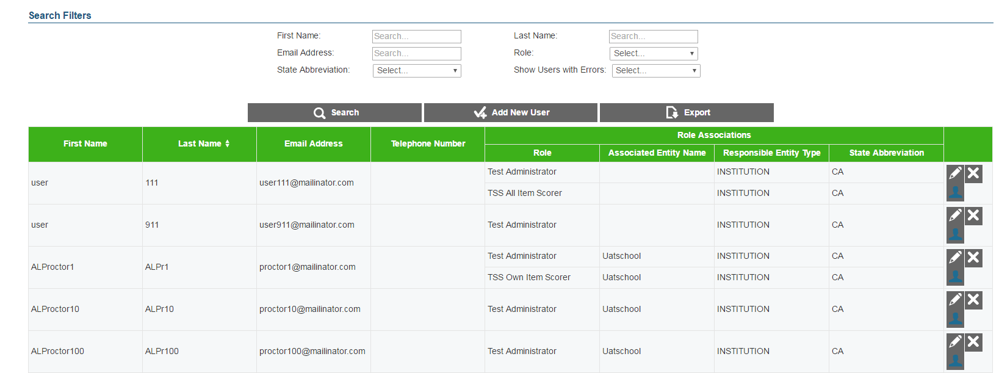 Search Filters
First Name: Search... Last Name: Search...
Email Address: Search... Role: Select...
State Abbreviation: Select... Show Users with Errors: Select...
Search Add New User Export
First Name Last Name Email Address Telephone Number Role Associations
Role Associated Entity Name Responsible Entity Type State Abbreviation
user 111 user111@mailinator.com Test Administrator INSTITUTION CA
TSS All Item Scorer INSTITUTION CA
user 911 user911@mailinator.com Test Administrator INSTITUTION CA
ALProctor1 ALPr1 proctor1@mailinator.com Test Administrator Uatschool INSTITUTION CA
TSS Own Item Scorer Uatschool INSTITUTION CA
ALProctor10 ALPr10 proctor10@mailinator.com Test Administrator Uatschool INSTITUTION CA
ALProctor100 ALPr100 proctor100@mailinator.com Test Administrator Uatschool INSTITUTION CA